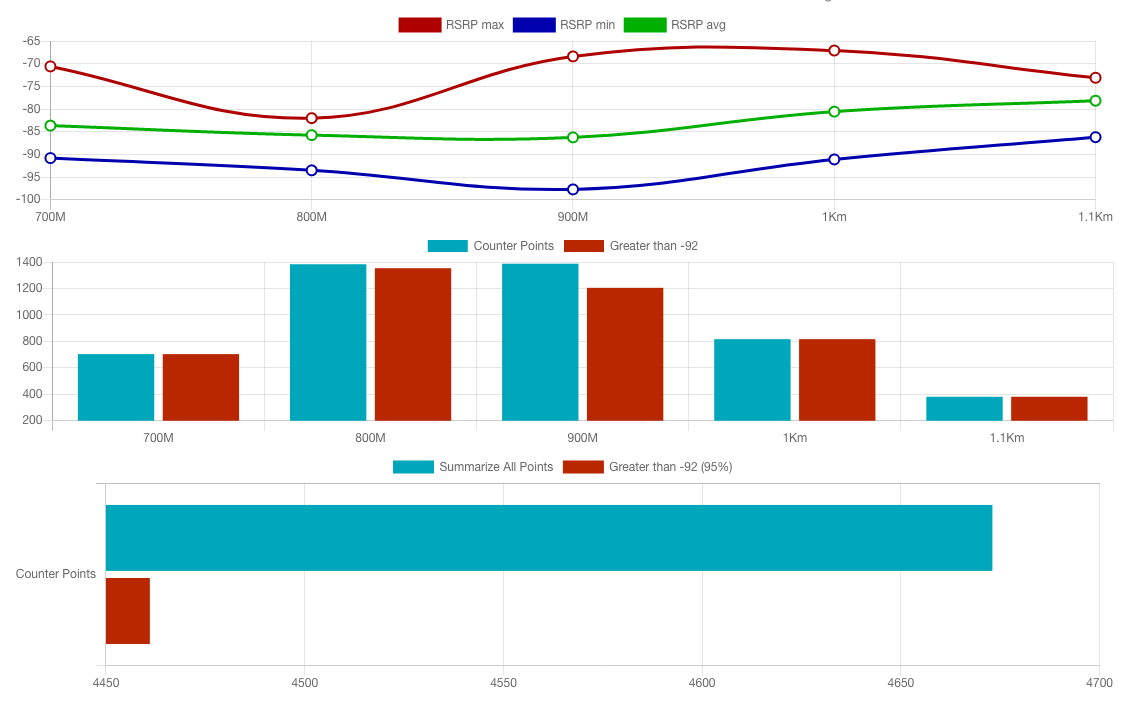 RSRP max RSRP min RSRP avg
-65
-70
-75
-80
-85
-90
-95
-100
700M 800M 900M 1Km 1.1Km
Counter Points Greater than -92
1400
1200
1000
800
600
400
200
700M 800M 900M 1Km 1.1Km
Summarize All Points Greater than -92 (95%)
Counter Points
4450 4500 4550 4600 4650 4700